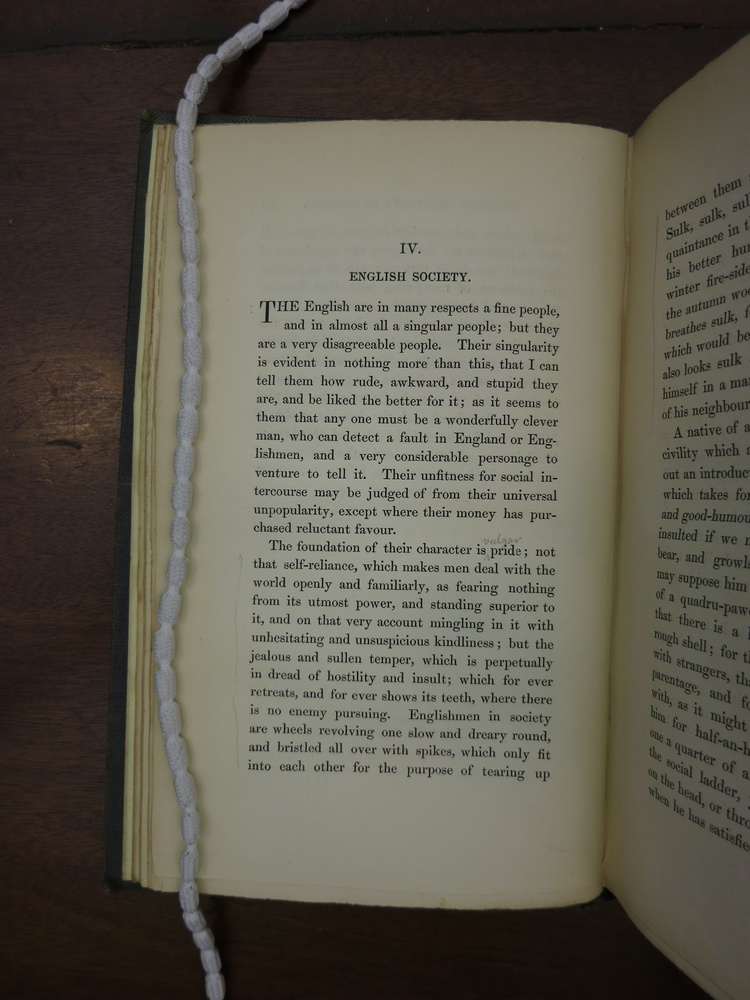 IV.
ENGLISH SOCIETY.
THE English are in many respects a fine people,
and in almost all a singular people; but they
are a very disagreeable people. Their singularity
is evident in nothing more than this, that I can
tell them how rude, awkward, and stupid they
are, and be liked the better for it; as it seems to
them that any one must be a wonderfully clever
man, who can detect a fault in England or Eng-
lishmen, and a very considerable personage to
venture to tell it. Their unfitness for social in-
tercourse may be judged of from their universal
unpopularity, except where their money has pur-
chased reluctant favour.
vulgar
The foundation of their character is pride; not
that self-reliance, which makes men deal with the
world openly and familiarly, as fearing nothing
from its utmost power, and standing superior to
it, and on that very account mingling in it with
unhesitating and unsuspicious kindliness; but the
jealous and sullen temper, which is perpetually
in dread of hostility and insult; which for ever
retreats, and for ever shows its teeth, where there
is no enemy pursuing. Englishmen in society
are wheels revolving one slow and dreary round,
and bristled all over with spikes, which only fit
into each other for the purpose of tearing up
between them
Sulk, sulk, sul
quaintance in t
his better hu
winter fire-sid
the autumn woo
breathes sulk, f
which would be
also looks sulk
himself in a ma
of his neighbour
A native of a
civility which a
out an introduc
which takes for
and good-humou
insulted if we
bear, and growl
may suppose him
of a quadru-paw
that there is a
rough shell; for t
with strangers, tha
parentage, and fo
with, as it might
him for half-an-h
one a quarter of a
the social ladder,
on the head, or thro
when he has satisfie